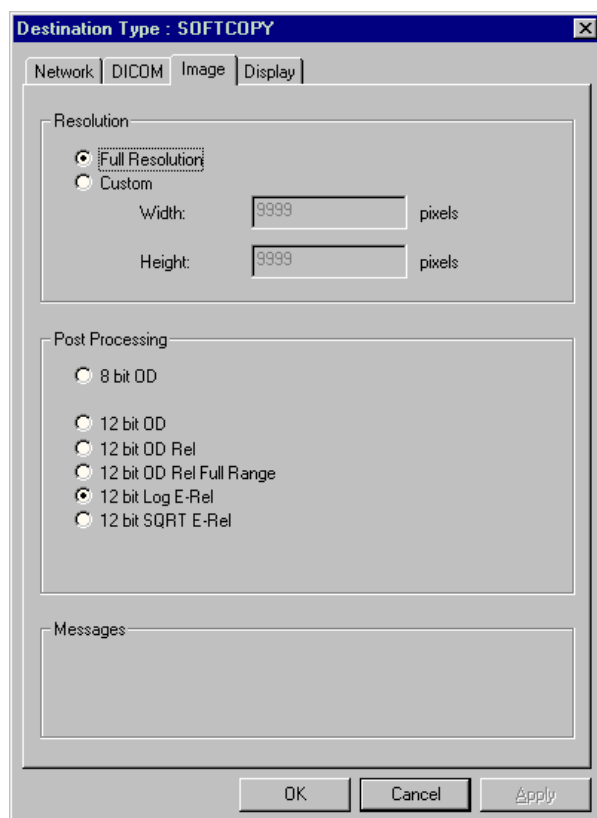 Destination Type : SOFTCOPY
Network DICOM Image Display
Resolution
Full Resolution
Custom
Width: 9999 pixels
Height: 9999 pixels
Post Processing
8 bit OD
12 bit OD
12 bit OD Rel
12 bit OD Rel Full Range
12 bit Log E-Rel
12 bit SQRT E-Rel
Messages
OK Cancel Apply